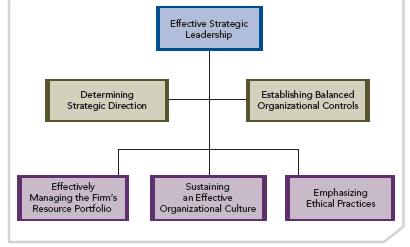 Effective Strategic
Leadership
Determining
Strategic Direction
Establishing Balanced
Organizational Controls
Effectively
Managing the Firm's
Resource Portfolio
Sustaining
an Effective
Organizational Culture
Emphasizing
Ethical Practices